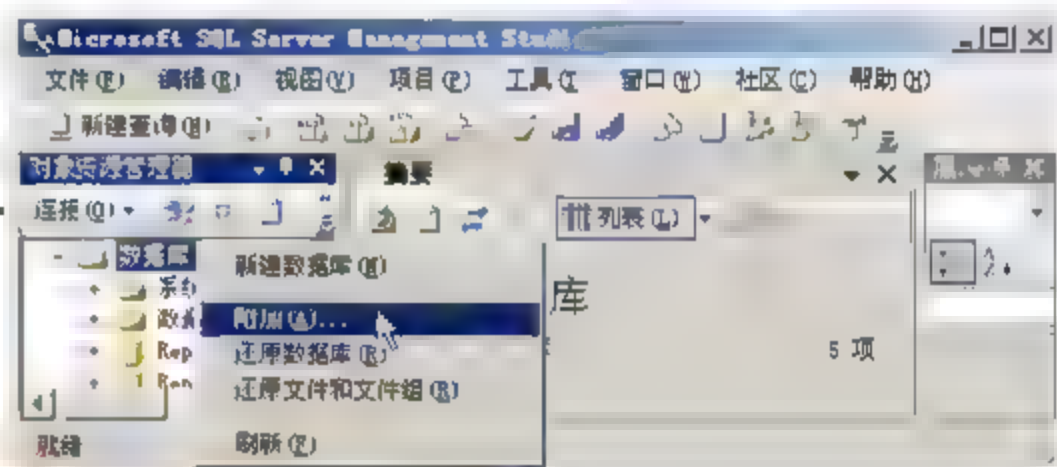 Microsoft SQL Server Management Studio
文件(F) 编辑(E) 视图(V) 项目(P) 工具(T 窗口(W) 社区(C) 帮助(H)
新建查询(N)
对象资源管理器
摘要
连接(O)
列表(L)
数据库
新建数据库(N)
库
附加(A)...
Rep
还原数据库(R)
5 项
还原文件和文件组(R)
就绪
刷新(F)